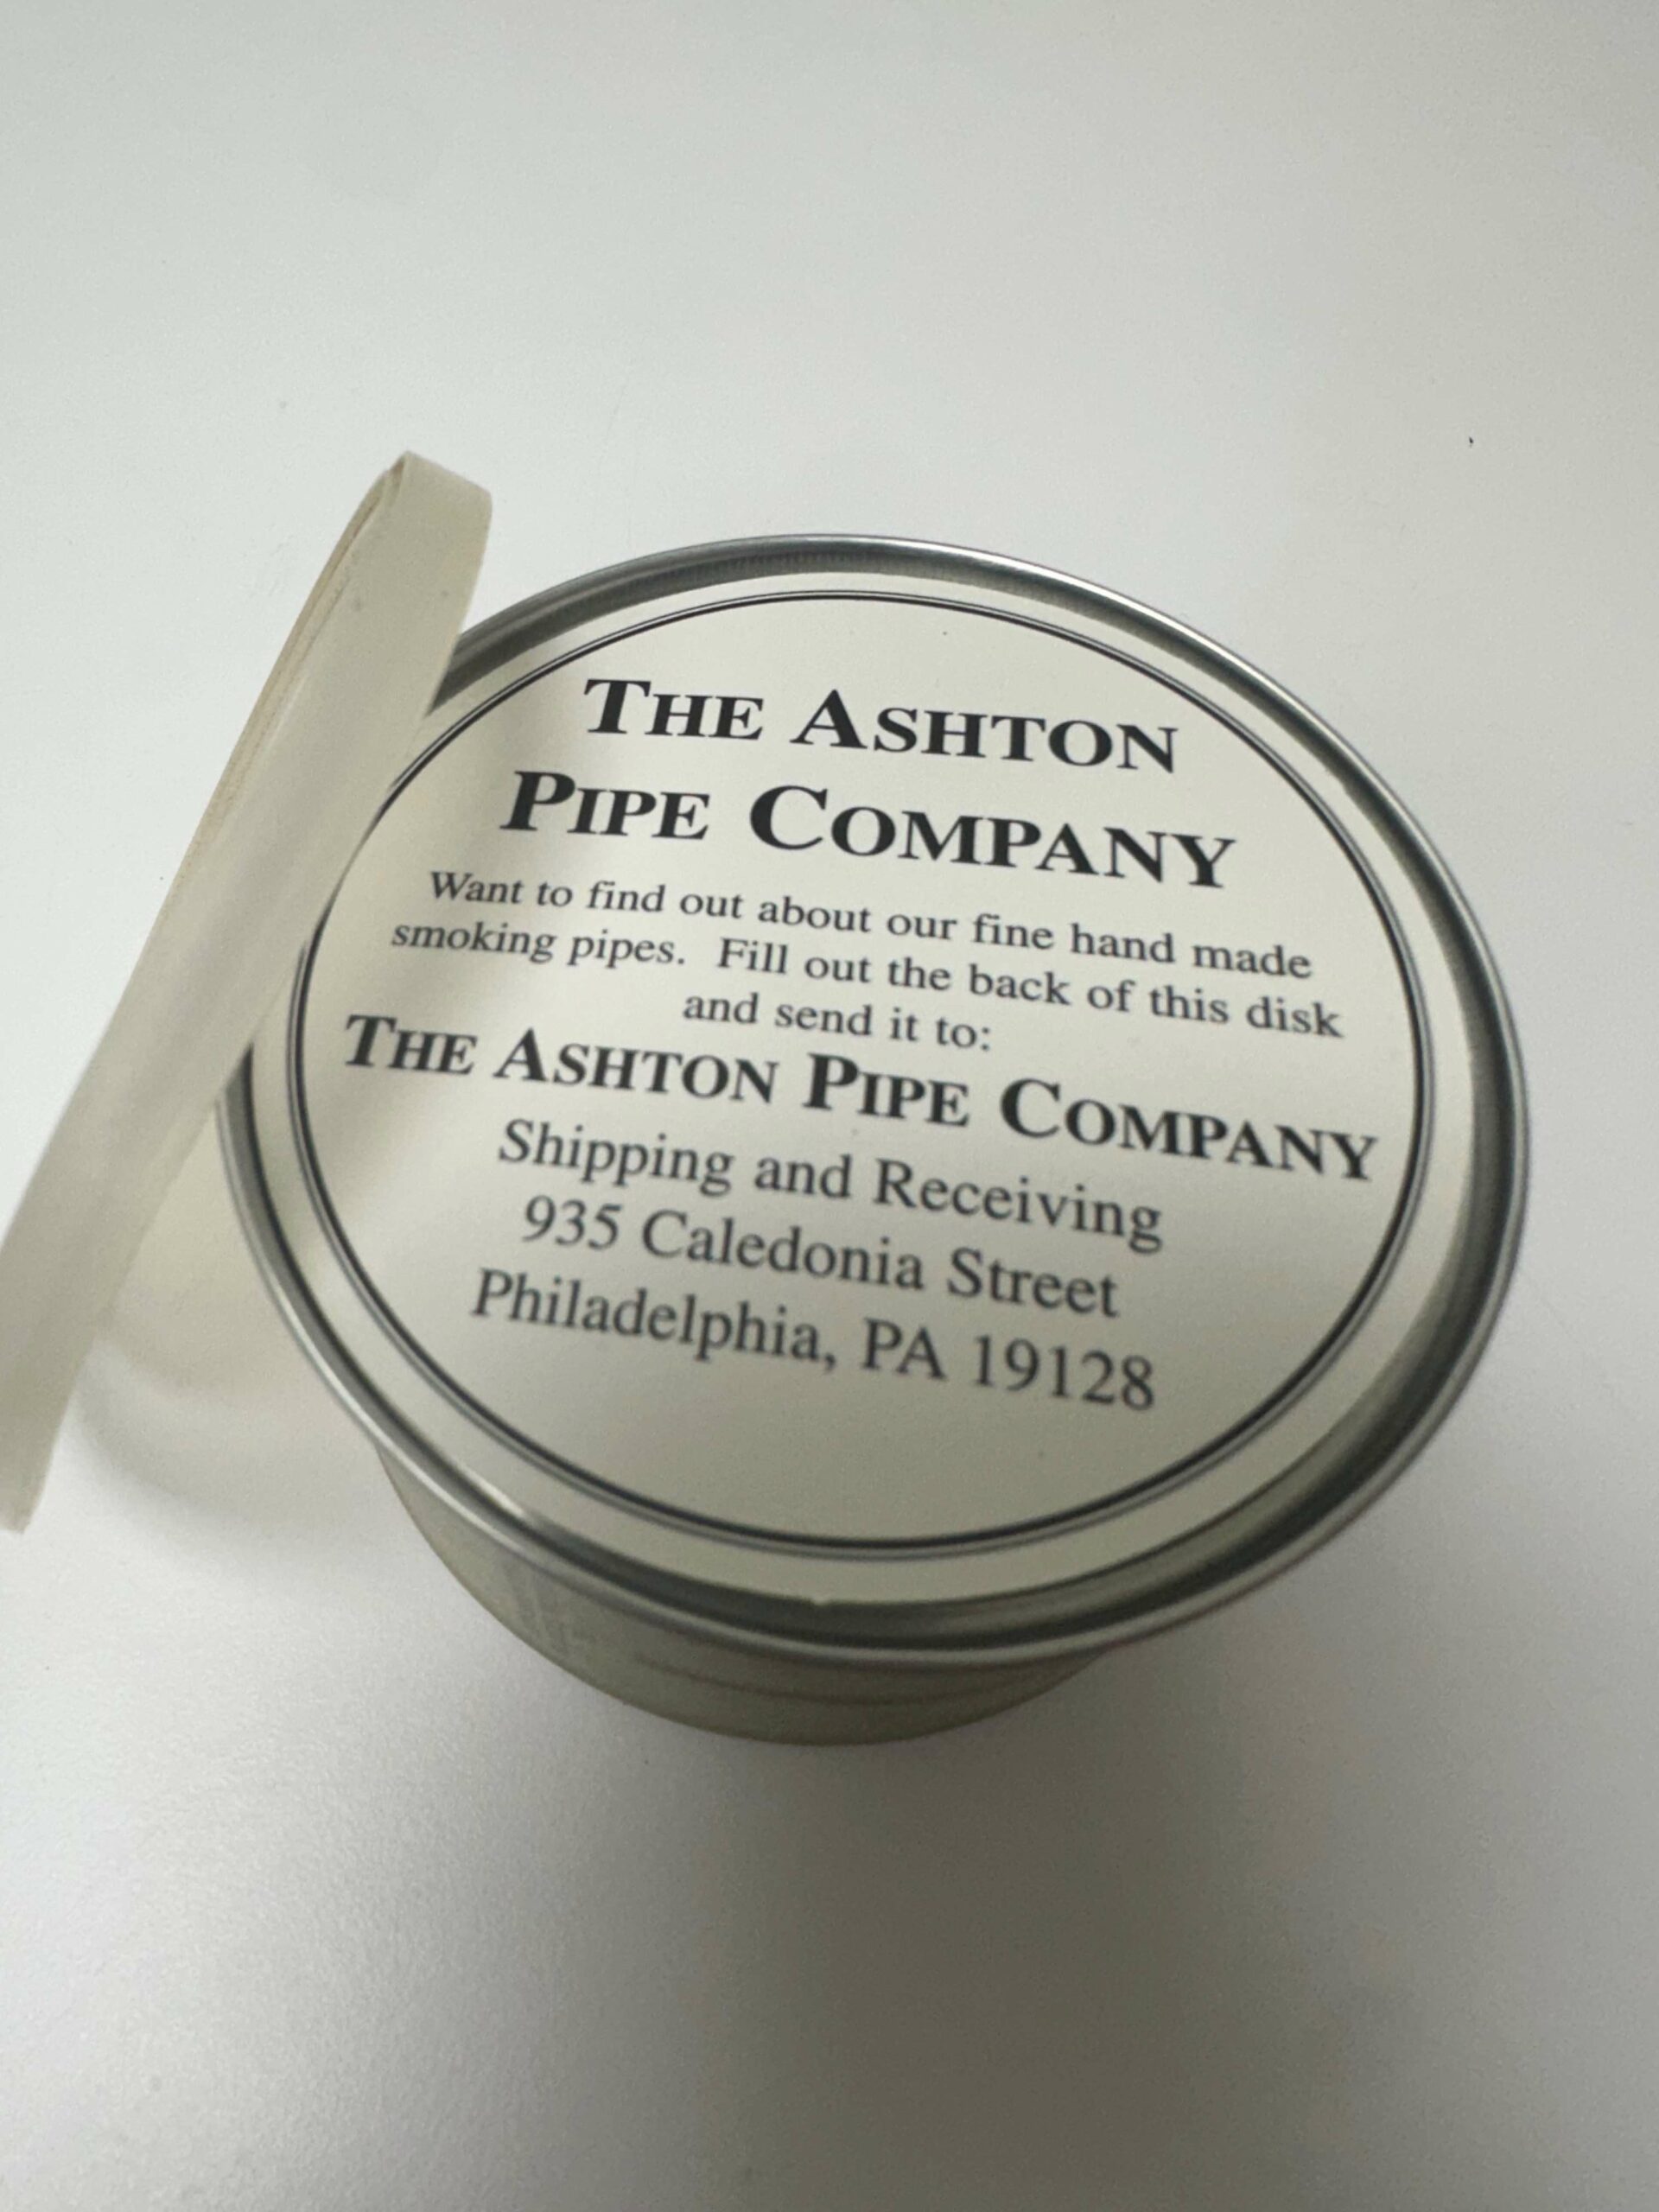 THE ASHTON
PIPE COMPANY
Want to find out about our fine hand made
smoking pipes. Fill out the back of this disk
and send it to:
THE ASHTON PIPE COMPANY
Shipping and Receiving
935 Caledonia Street
Philadelphia, PA 19128